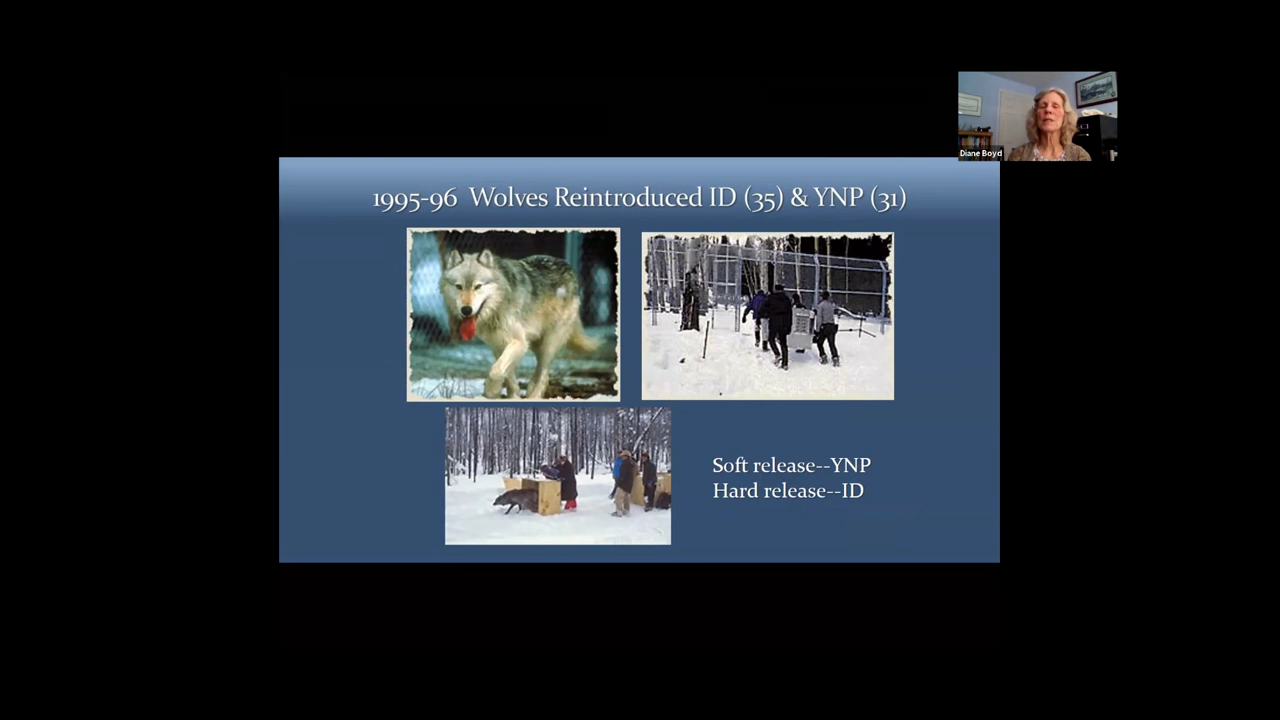 Diane Boyd
1995-96 Wolves Reintroduced ID (35) & YNP (31)
Soft release--YNP
Hard release--ID